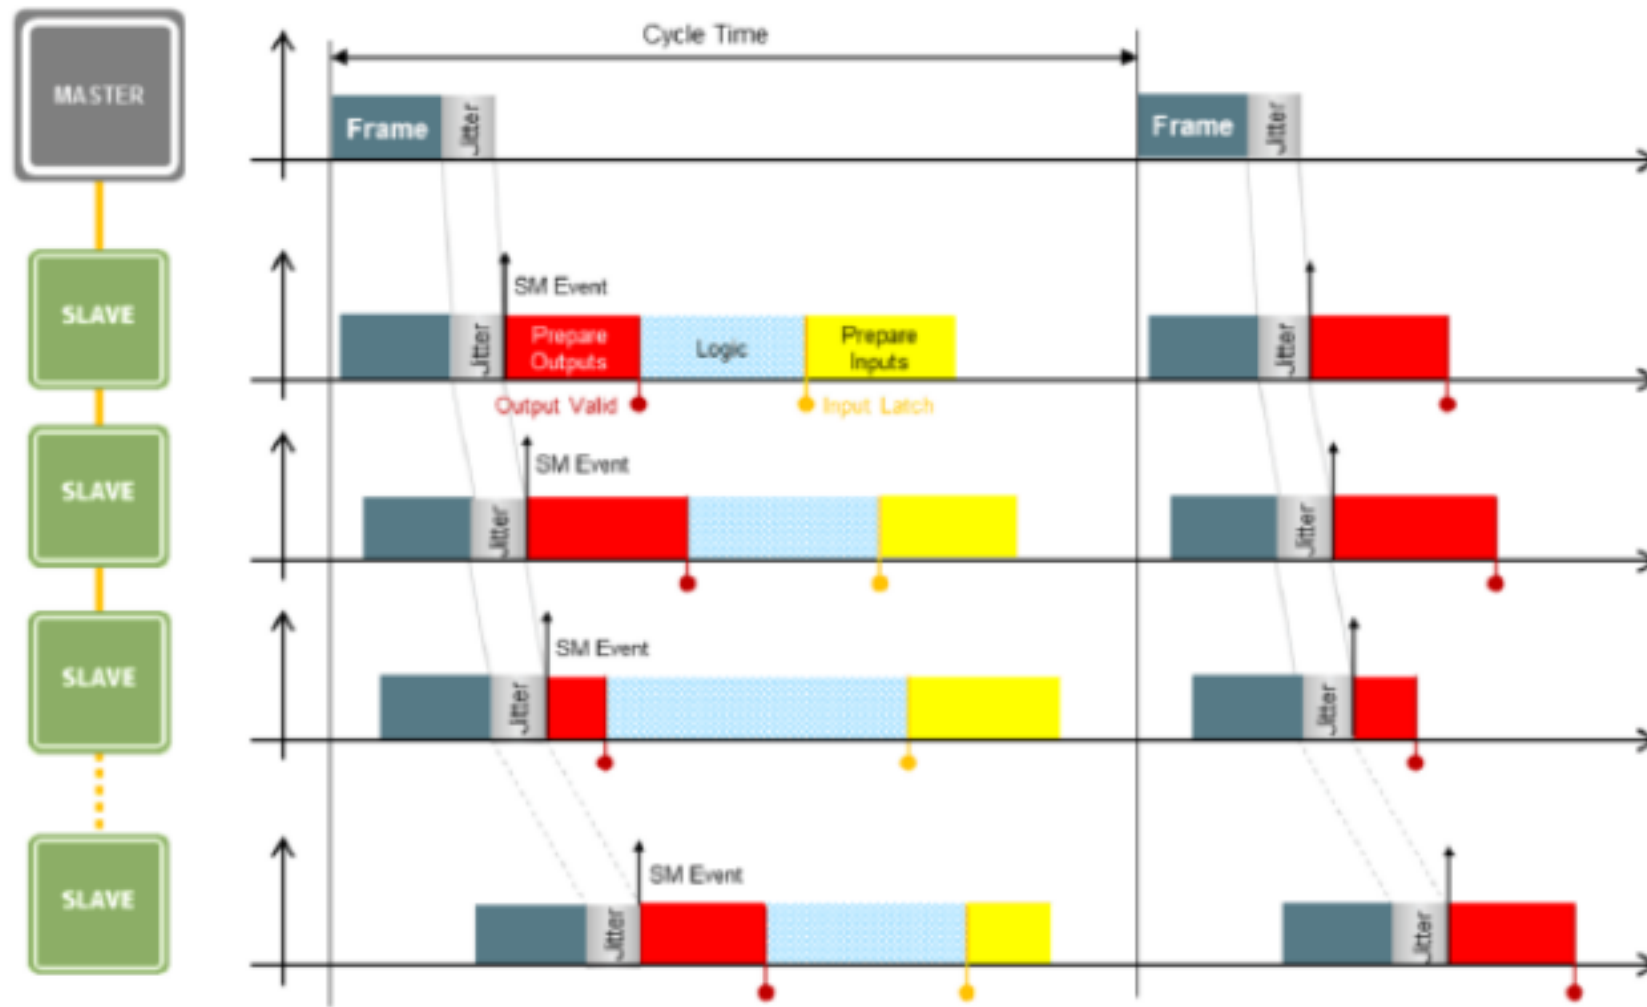 Cycle Time
MASTER
Frame
Jitter
Frame
Jitter
SLAVE
SM Event
Jitter
Prepare
Outputs
Logic
Prepare
Inputs
Jitter
Output Valid
Input Latch
SLAVE
SM Event
Jitter
Jitter
SLAVE
SM Event
Jitter
Jitter
SLAVE
SM Event
Jitter
Jitter